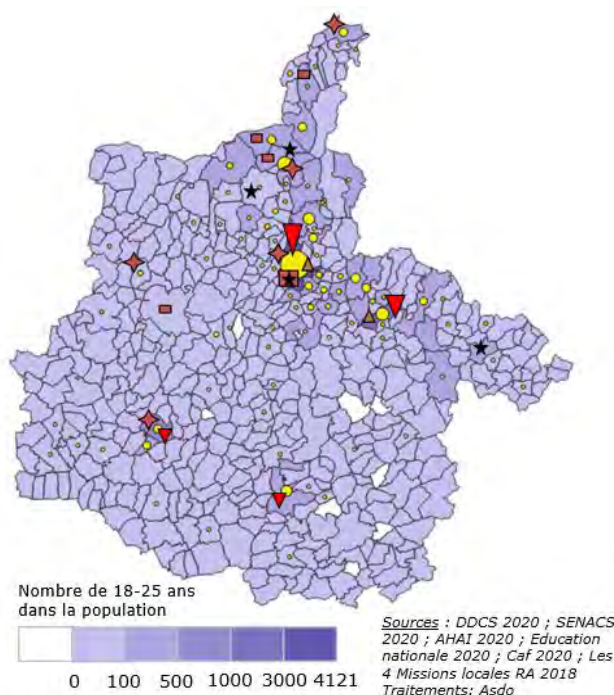 Nombre de 18-25 ans
dans la population
0 100 500 1000 3000 4121
Sources : DDCS 2020 ; SENACS
2020 ; AHAI 2020 ; Education
nationale 2020 ; Caf 2020 ; Les
4 Missions locales RA 2018
Traitements: Asdo